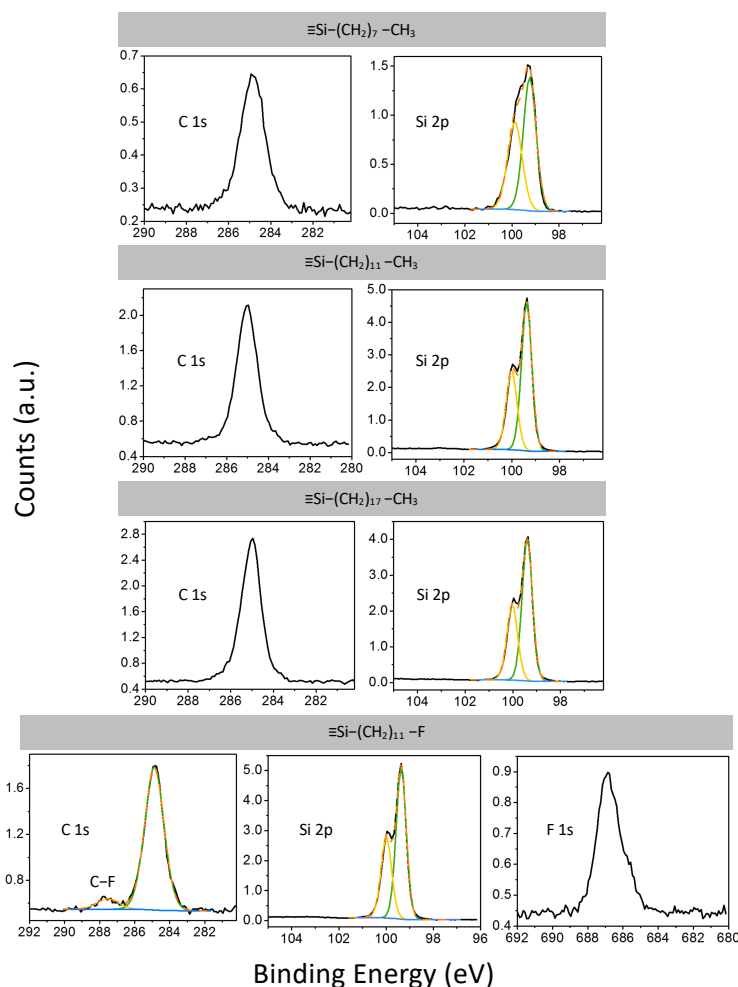 ≡Si–(CH₂)₇ –CH₃
0.7
0.6
0.5
0.4
0.3
0.2
C 1s
290 288 286 284 282 280
1.5
1.0
0.5
0.0
Si 2p
104 102 100 98
≡Si–(CH₂)₁₁ –CH₃
2.0
1.6
1.2
0.8
0.4
C 1s
290 288 286 284 282 280
5.0
4.0
3.0
2.0
1.0
0.0
Si 2p
104 102 100 98
≡Si–(CH₂)₁₇ –CH₃
2.8
2.4
2.0
1.6
1.2
0.8
0.4
C 1s
290 288 286 284 282
4.0
3.0
2.0
1.0
0.0
Si 2p
104 102 100 98
≡Si–(CH₂)₁₁ –F
1.8
1.2
0.6
C 1s
C–F
292 290 288 286 284 282
5.0
4.0
3.0
2.0
1.0
0.0
Si 2p
104 102 100 98 96
0.9
0.8
0.7
0.6
0.5
0.4
F 1s
692 690 688 686 684 682 680
Counts (a.u.)
Binding Energy (eV)